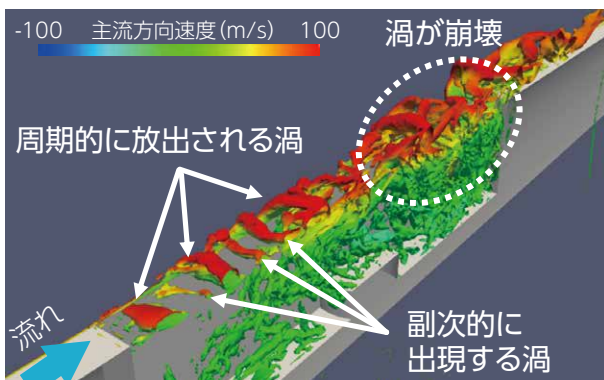 -100 主流方向速度(m/s) 100
渦が崩壊
周期的に放出される渦
流れ
副次的に
出現する渦